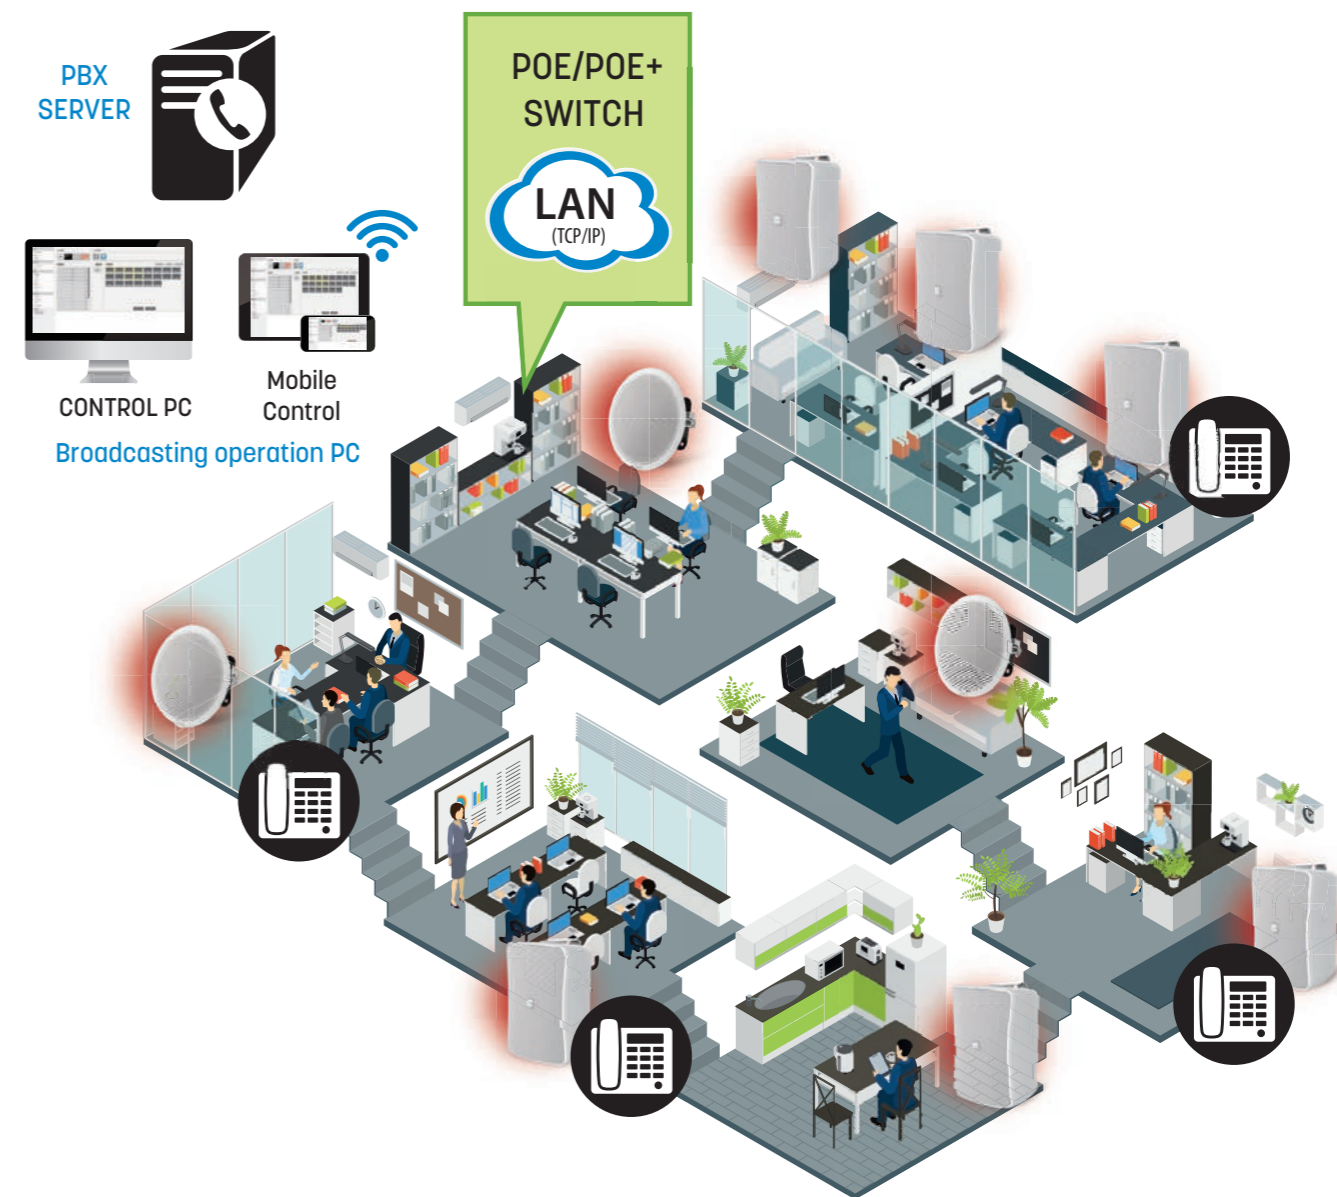 PBX
SERVER
POE/POE+
SWITCH
LAN
(TCP/IP)
CONTROL PC
Mobile
Control
Broadcasting operation PC